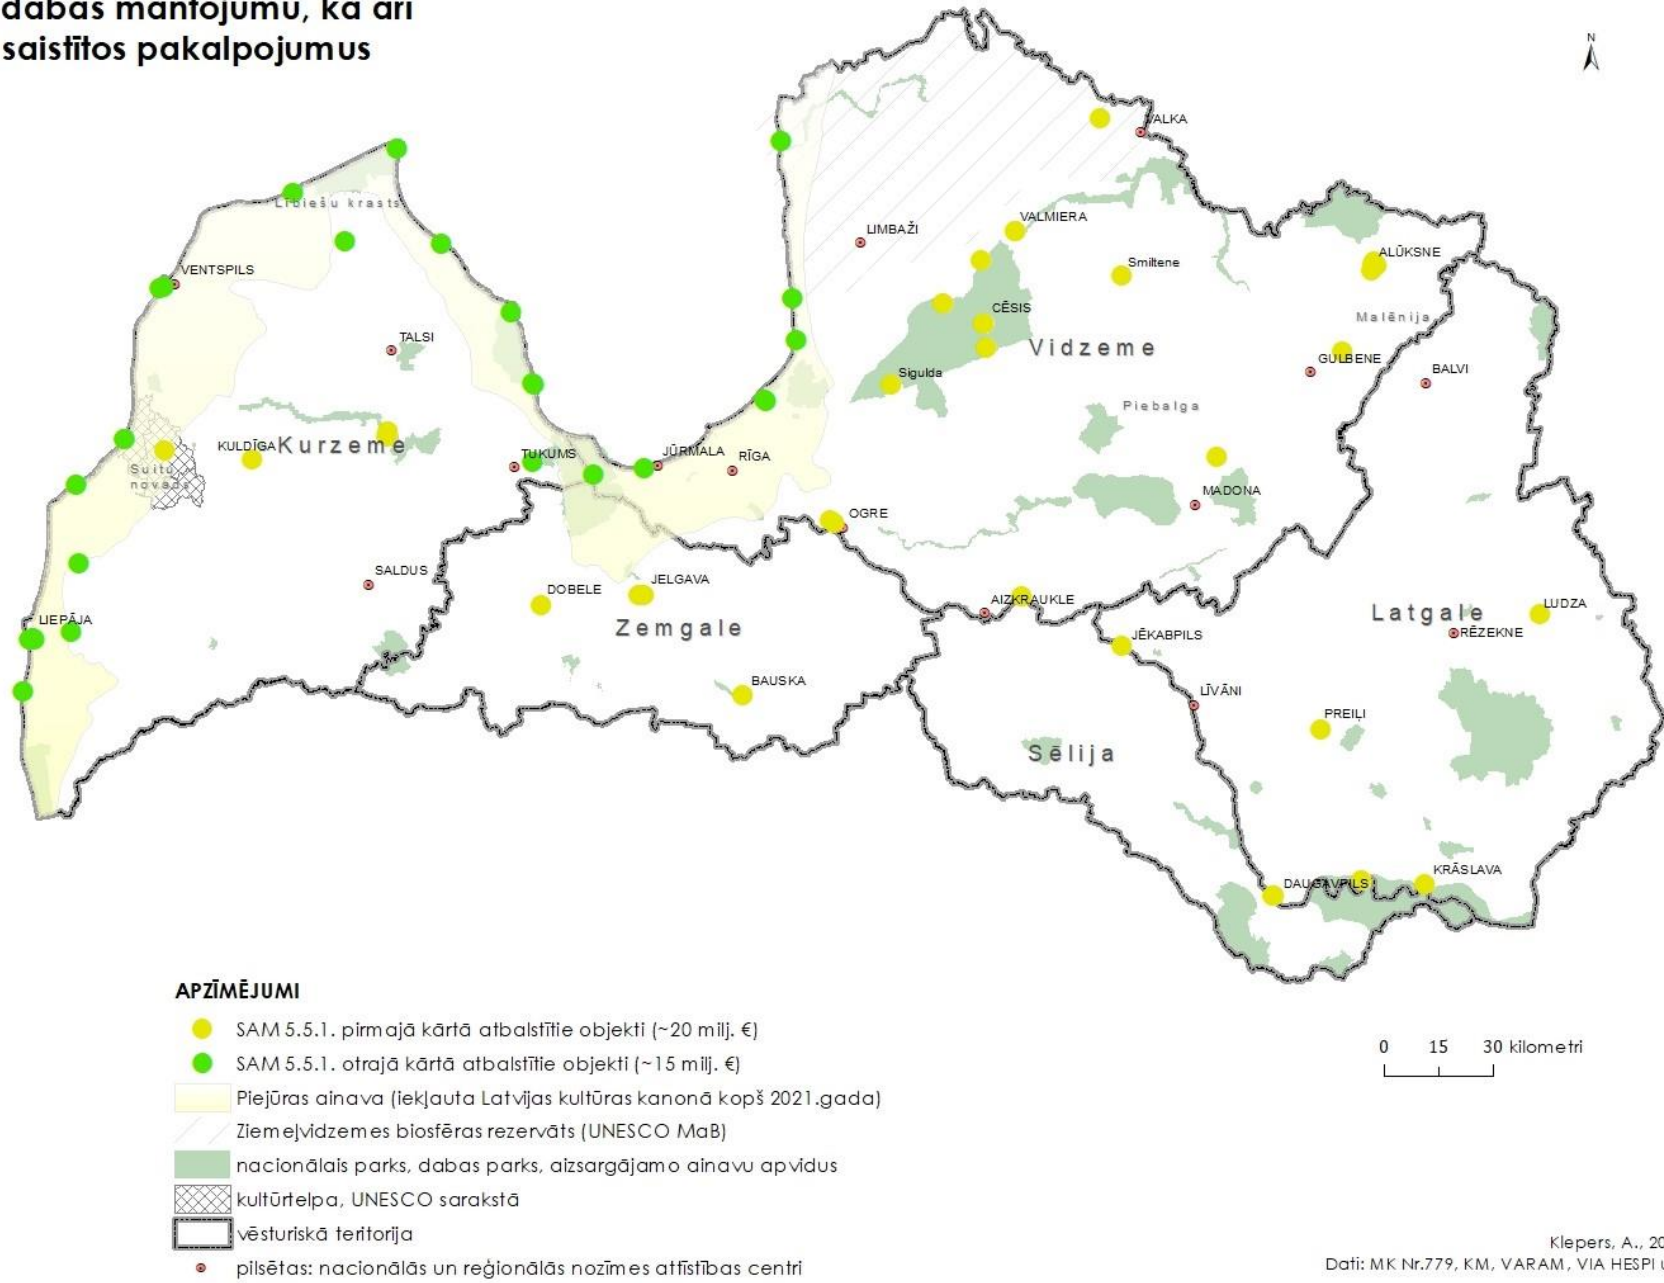 dabas mantojumu, kā arī
saistītos pakalpojumus
N
VALKA
Lībiešu krasts
LIMBAŽI
VALMIERA
VENTSPILS
Smiltene
ALŪKSNE
CĒSIS
Malēnija
TALSI
Vidzeme
GULBENE
BALVI
Sigulda
Piebalga
KULDĪGA
Kurzeme
TUKUMS
JŪRMALA
RĪGA
Suitu
novads
MADONA
OGRE
SALDUS
DOBELE
JELGAVA
AIZKRAUKLE
LUDZA
LIEPĀJA
Zemgale
Latgale
JĒKABPILS
RĒZEKNE
BAUSKA
LĪVĀNI
PREIĻI
Sēlija
KRĀSLAVA
DAUGAVPILS
APZĪMĒJUMI
SAM 5.5.1. pirmajā kārtā atbalstītie objekti (~20 milj. €)
SAM 5.5.1. otrajā kārtā atbalstītie objekti (~15 milj. €)
0 15 30 kilometri
Piejūras ainava (iekļauta Latvijas kultūras kanonā kopš 2021.gada)
Ziemeļvidzemes biosfēras rezervāts (UNESCO MaB)
nacionālais parks, dabas parks, aizsargājamo ainavu apvidus
kultūrtelpa, UNESCO sarakstā
vēsturiskā teritorija
pilsētas: nacionālās un reģionālās nozīmes attīstības centri
Klepers, A., 20
Dati: MK Nr.779, KM, VARAM, VIA HESPI u